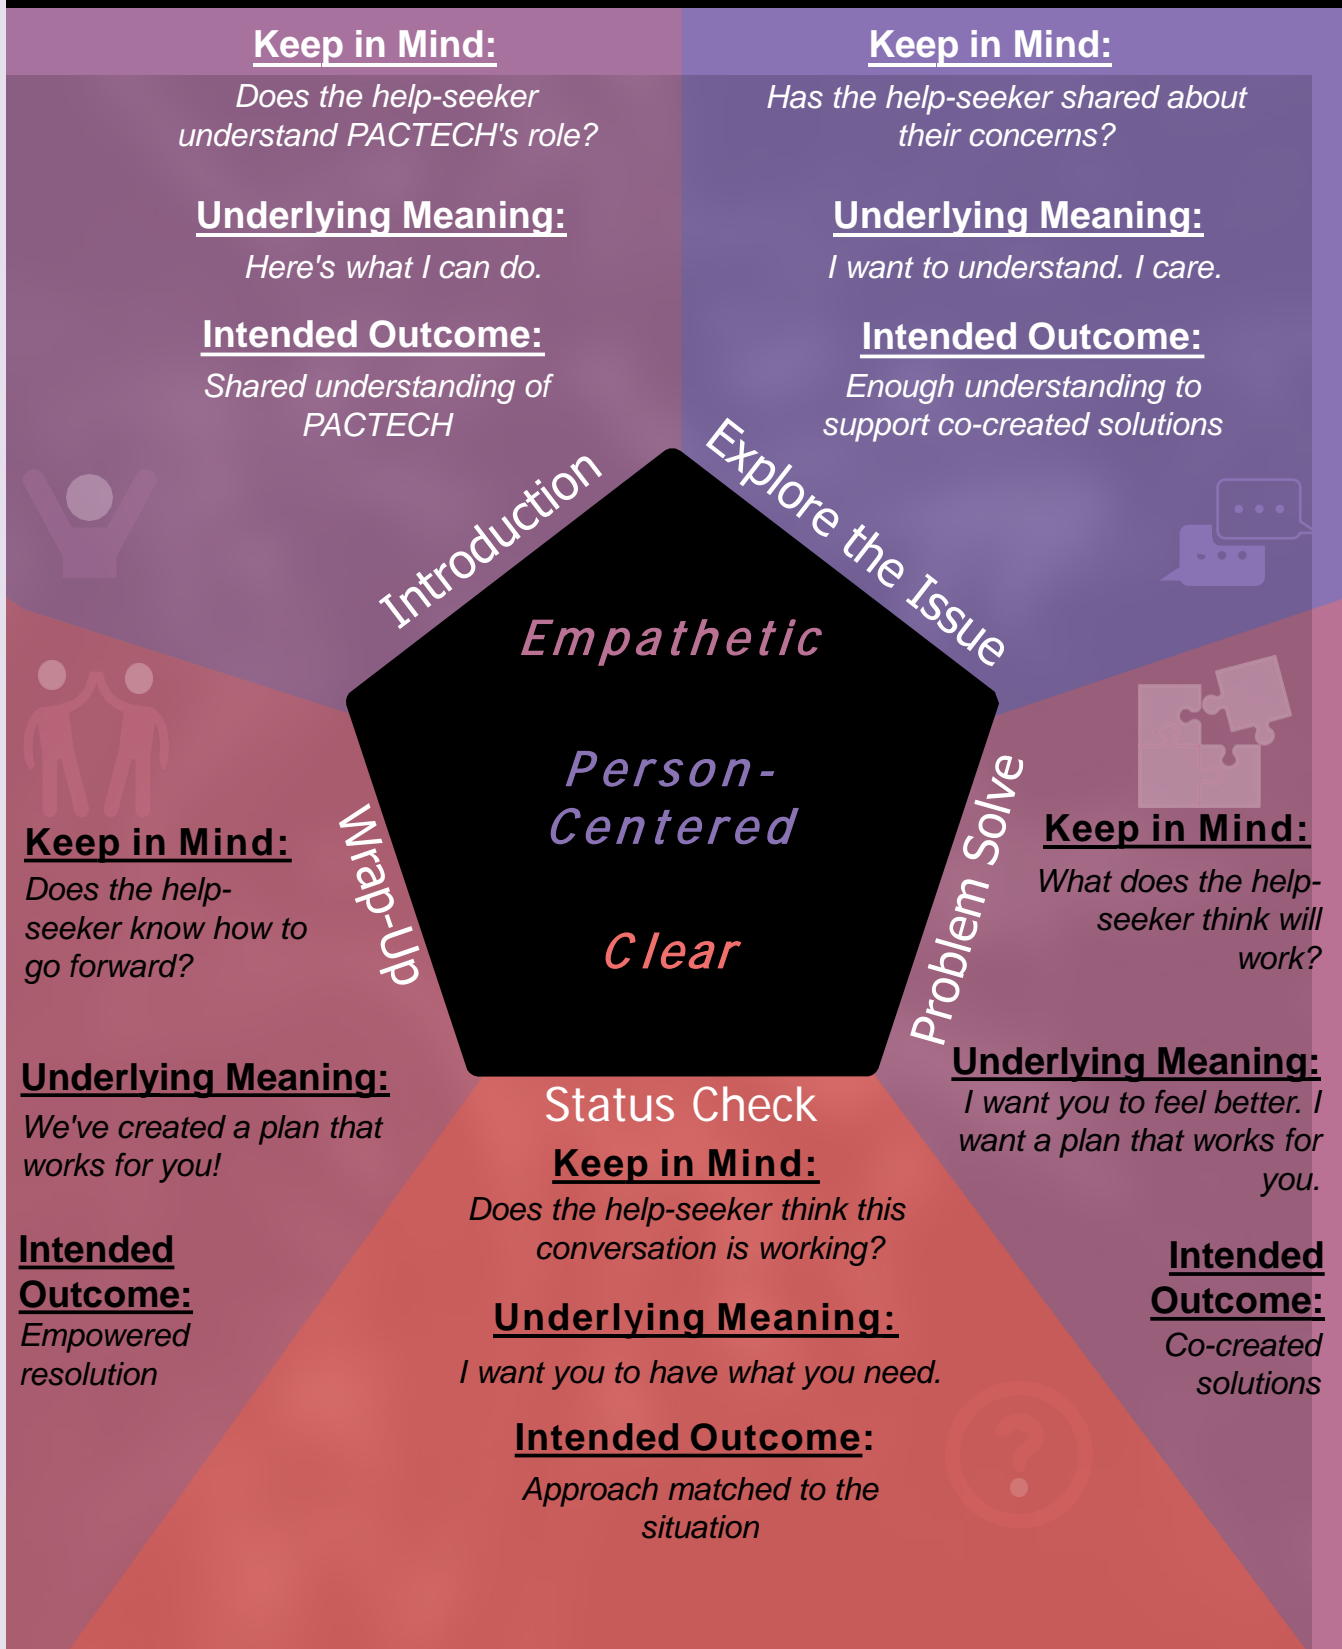 Keep in Mind:
Does the help-seeker
understand PACTECH's role?
Underlying Meaning:
Here's what I can do.
Intended Outcome:
Shared understanding of
PACTECH
Introduction
Keep in Mind:
Has the help-seeker shared about
their concerns?
Underlying Meaning:
I want to understand. I care.
Intended Outcome:
Enough understanding to
support co-created solutions
Explore the Issue
Empathetic
Person-
Centered
Clear
Problem Solve
Keep in Mind:
What does the help-
seeker think will
work?
Underlying Meaning:
I want you to feel better. I
want a plan that works for
you.
Intended
Outcome:
Co-created
solutions
Status Check
Keep in Mind:
Does the help-seeker think this
conversation is working?
Underlying Meaning:
I want you to have what you need.
Intended Outcome:
Approach matched to the
situation
?
Wrap-Up
Keep in Mind:
Does the help-
seeker know how to
go forward?
Underlying Meaning:
We've created a plan that
works for you!
Intended
Outcome:
Empowered
resolution